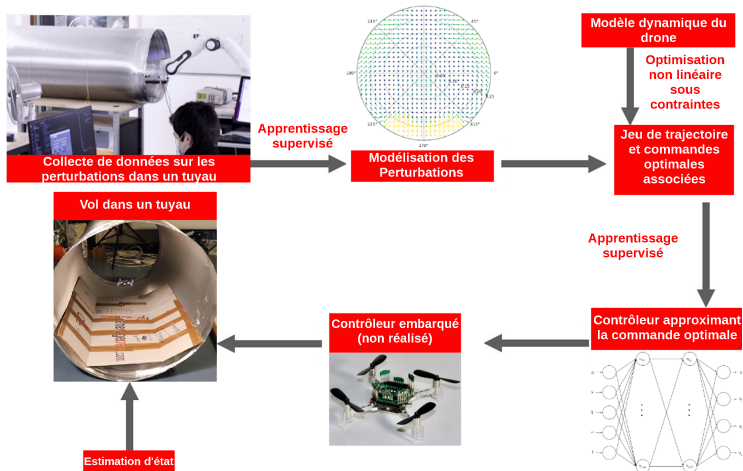 Collecte de données sur les
perturbations dans un tuyau
Apprentissage
supervisé
Modélisation des
Perturbations
Modèle dynamique du
drone
Optimisation
non linéaire
sous
contraintes
Jeu de trajectoire
et commandes
optimales
associées
Apprentissage
supervisé
Contrôleur approximant
la commande optimale
Contrôleur embarqué
(non réalisé)
Vol dans un tuyau
Estimation d'état